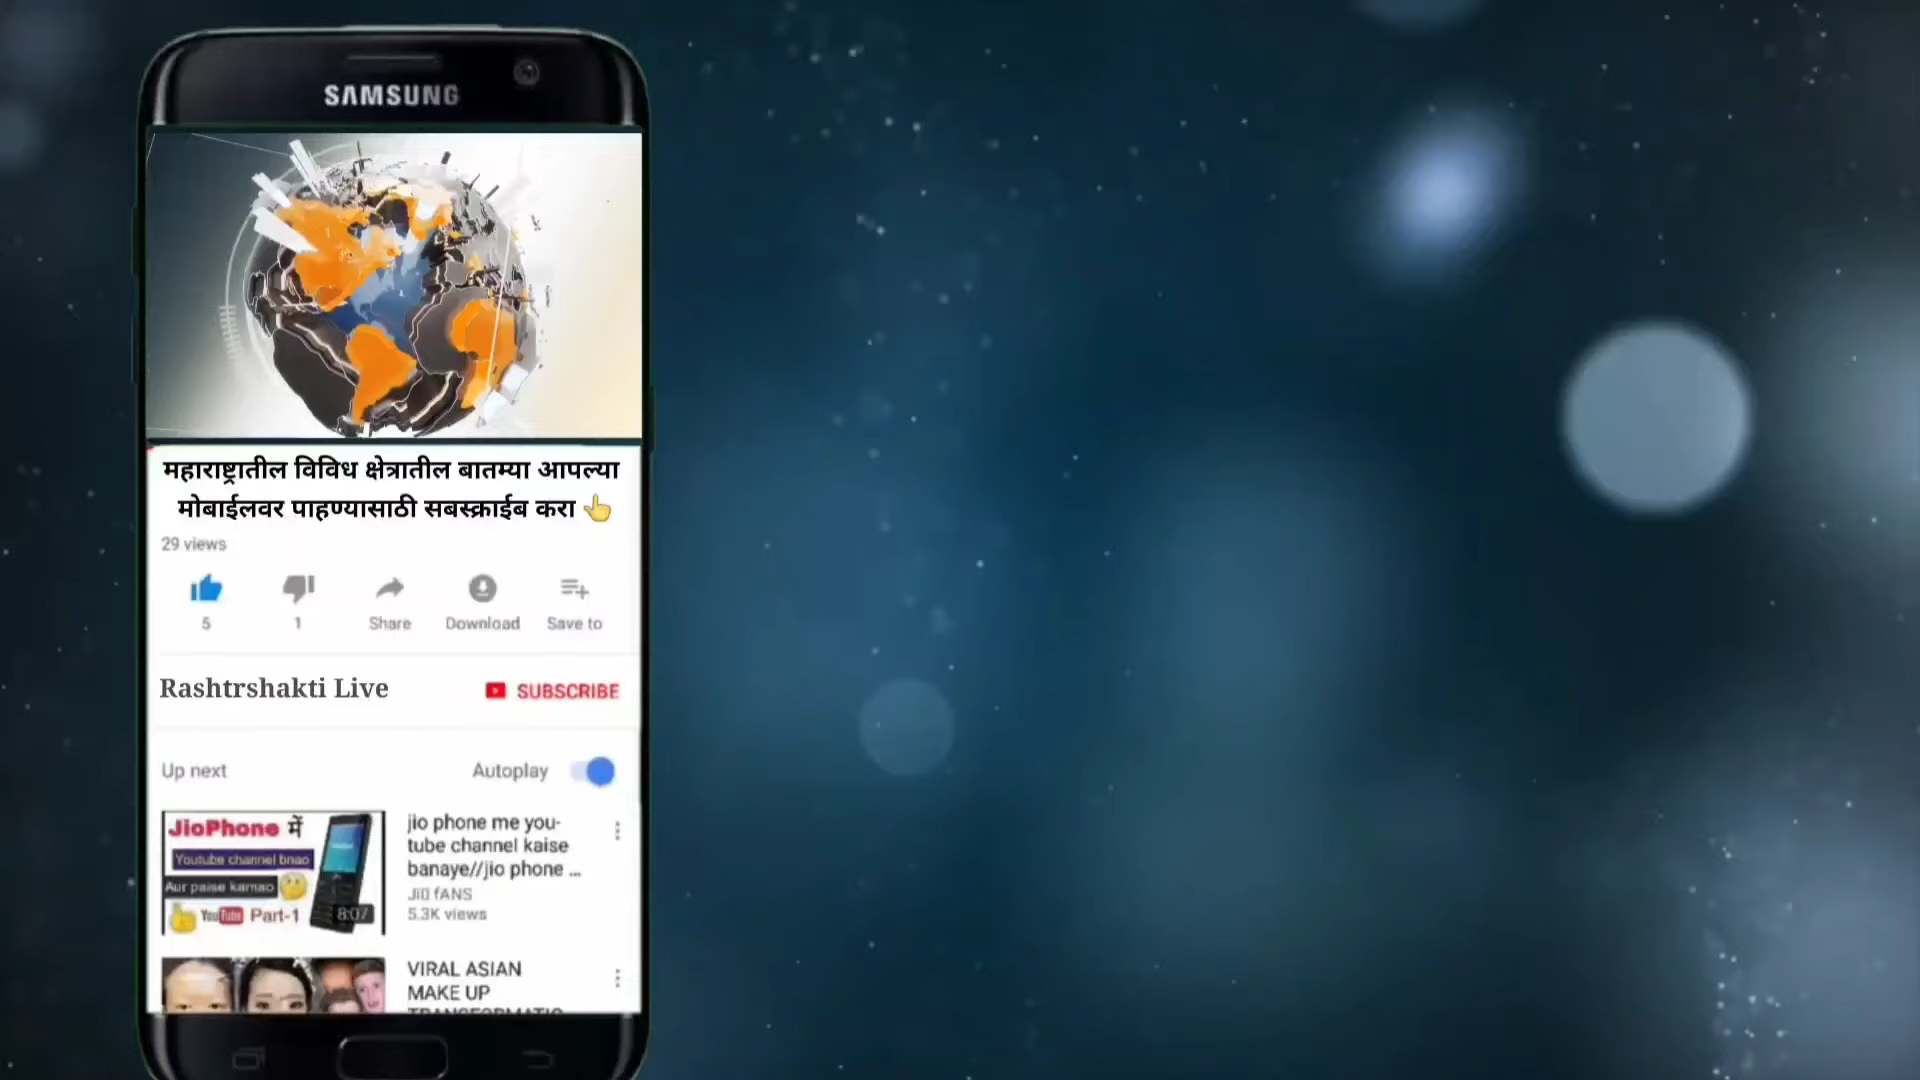 SAMSUNG
महाराष्ट्रातील विविध क्षेत्रातील बातम्या आपल्या
मोबाईलवर पाहण्यासाठी सबस्क्राईब करा 👆
29 views
5
1
Share
Download
Save to
Rashtrshakti Live
SUBSCRIBE
Up next
Autoplay
JioPhone में
Youtube channel bnao
Aur paise kamao
YouTube Part-1
8:07
jio phone me you-
tube channel kaise
banaye//jio phone ...
JiO fANS
5.3K views
VIRAL ASIAN
MAKE UP
TRANSFORMATIO